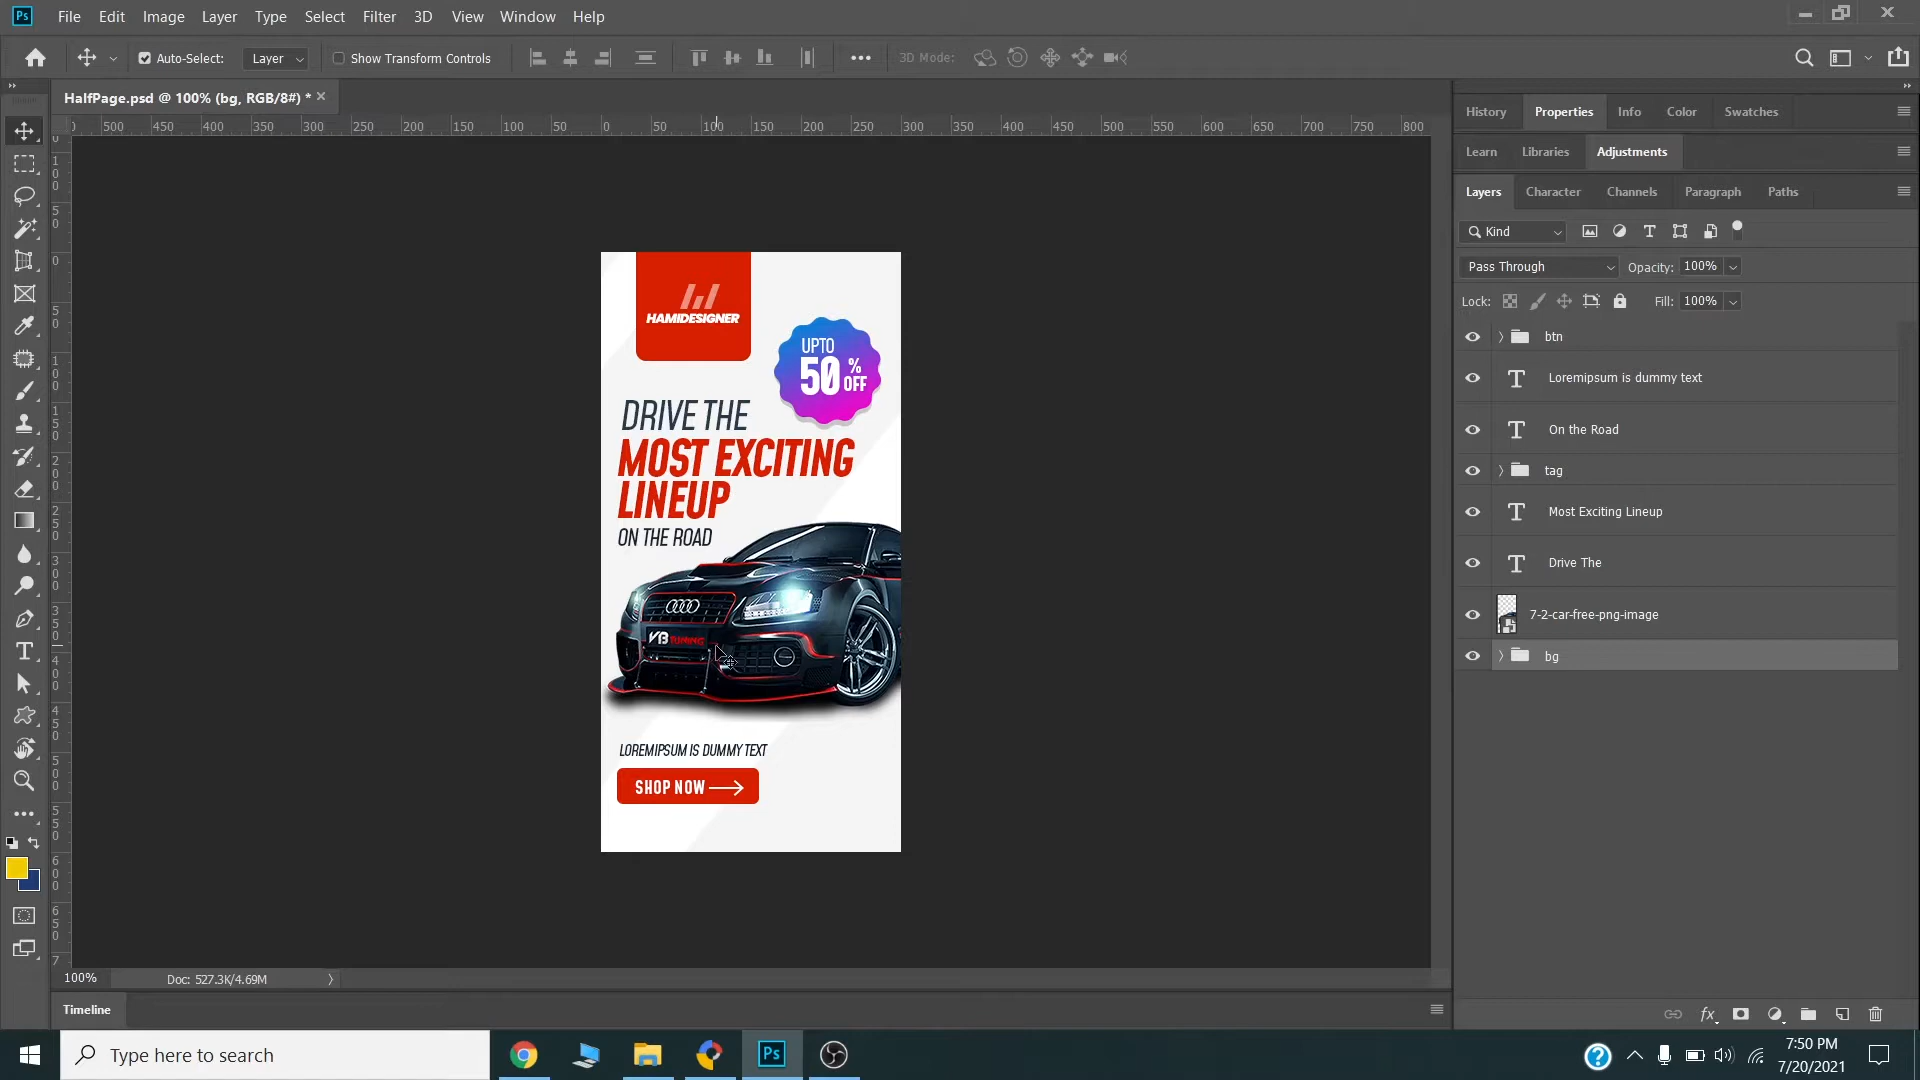 Ps File Edit Image Layer Type Select Filter 3D View Window Help
Auto-Select: Layer Show Transform Controls 3D Mode:
HalfPage.psd @ 100% (bg, RGB/8#) *
500 450 400 350 300 250 200 150 100 50 0 50 100 150 200 250 300 350 400 450 500 550 600 650 700 750 800
HAMIDESIGNER
UPTO
50 % OFF
DRIVE THE
MOST EXCITING
LINEUP
ON THE ROAD
VB TUNING
LOREMIPSUM IS DUMMY TEXT
SHOP NOW
History Properties Info Color Swatches
Learn Libraries Adjustments
Layers Character Channels Paragraph Paths
Kind
Pass Through Opacity: 100%
Lock: Fill: 100%
btn
Loremipsum is dummy text
On the Road
tag
Most Exciting Lineup
Drive The
7-2-car-free-png-image
bg
100% Doc: 527.3K/4.69M
Timeline
Type here to search
Ps
7:50 PM
7/20/2021